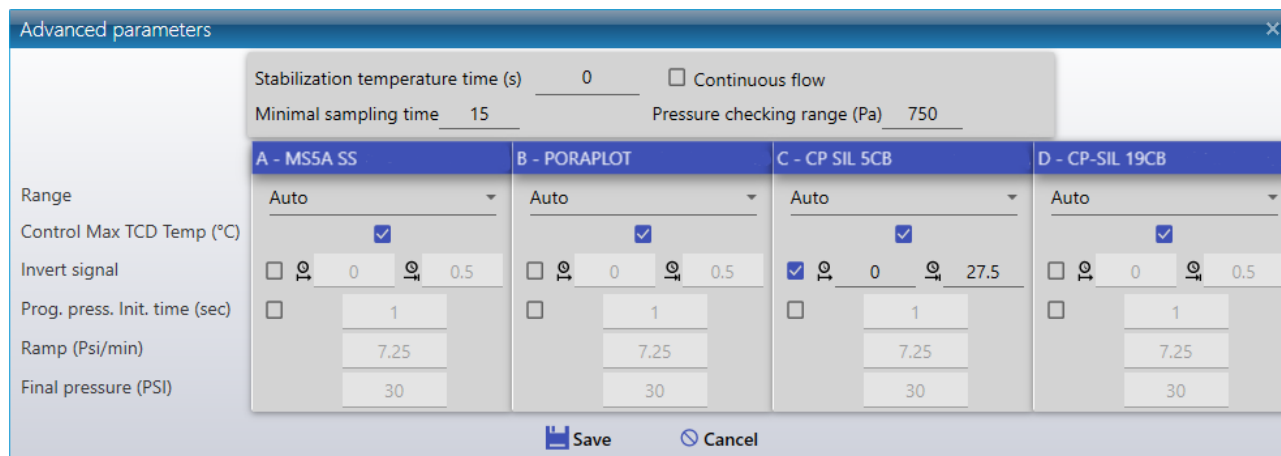 Advanced parameters
Stabilization temperature time (s) 0 Continuous flow
Minimal sampling time 15 Pressure checking range (Pa) 750
A - MS5A SS B - PORAPLOT C - CP SIL 5CB D - CP-SIL 19CB
Range Auto Auto Auto Auto
Control Max TCD Temp (°C)
Invert signal 0 0.5 0 0.5 0 27.5 0 0.5
Prog. press. Init. time (sec) 1 1 1 1
Ramp (Psi/min) 7.25 7.25 7.25 7.25
Final pressure (PSI) 30 30 30 30
Save Cancel